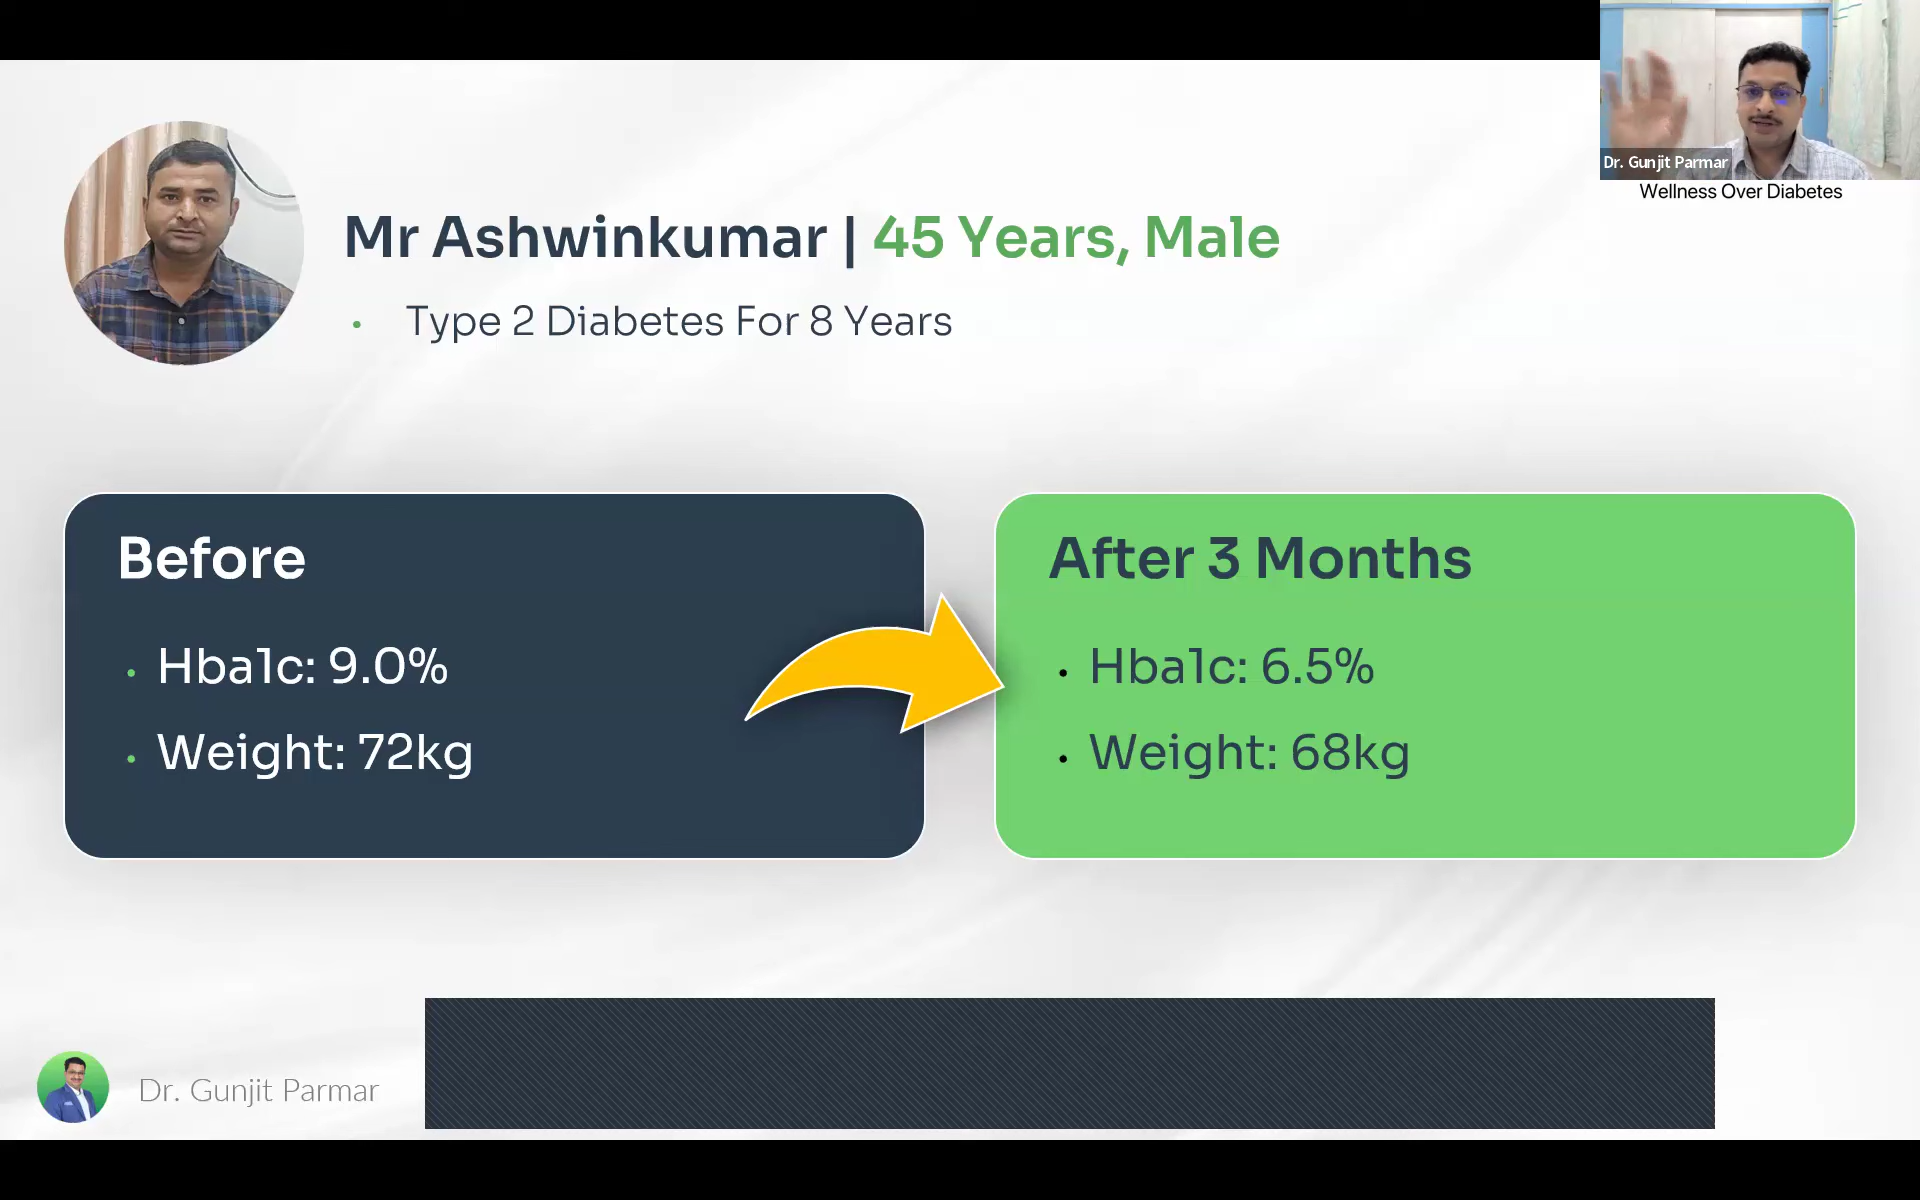 Dr. Gunjit Parmar
Wellness Over Diabetes
Mr Ashwinkumar | 45 Years, Male
• Type 2 Diabetes For 8 Years
Before
• Hba1c: 9.0%
• Weight: 72kg
After 3 Months
• Hba1c: 6.5%
• Weight: 68kg
Dr. Gunjit Parmar